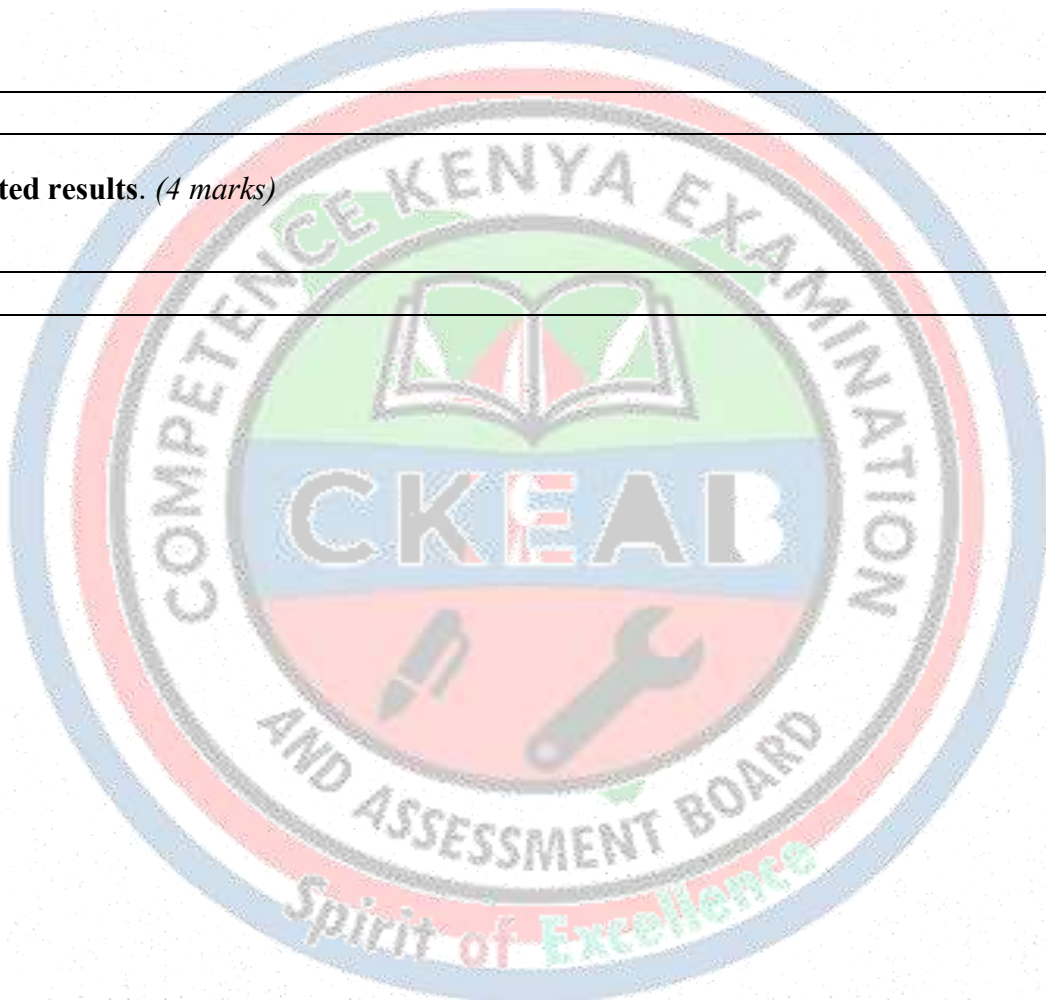 ted results. (4 marks)
COMPETENCE KENYA EXAMINATION
CKEAB
AND ASSESSMENT BOARD
Spirit of Excellence